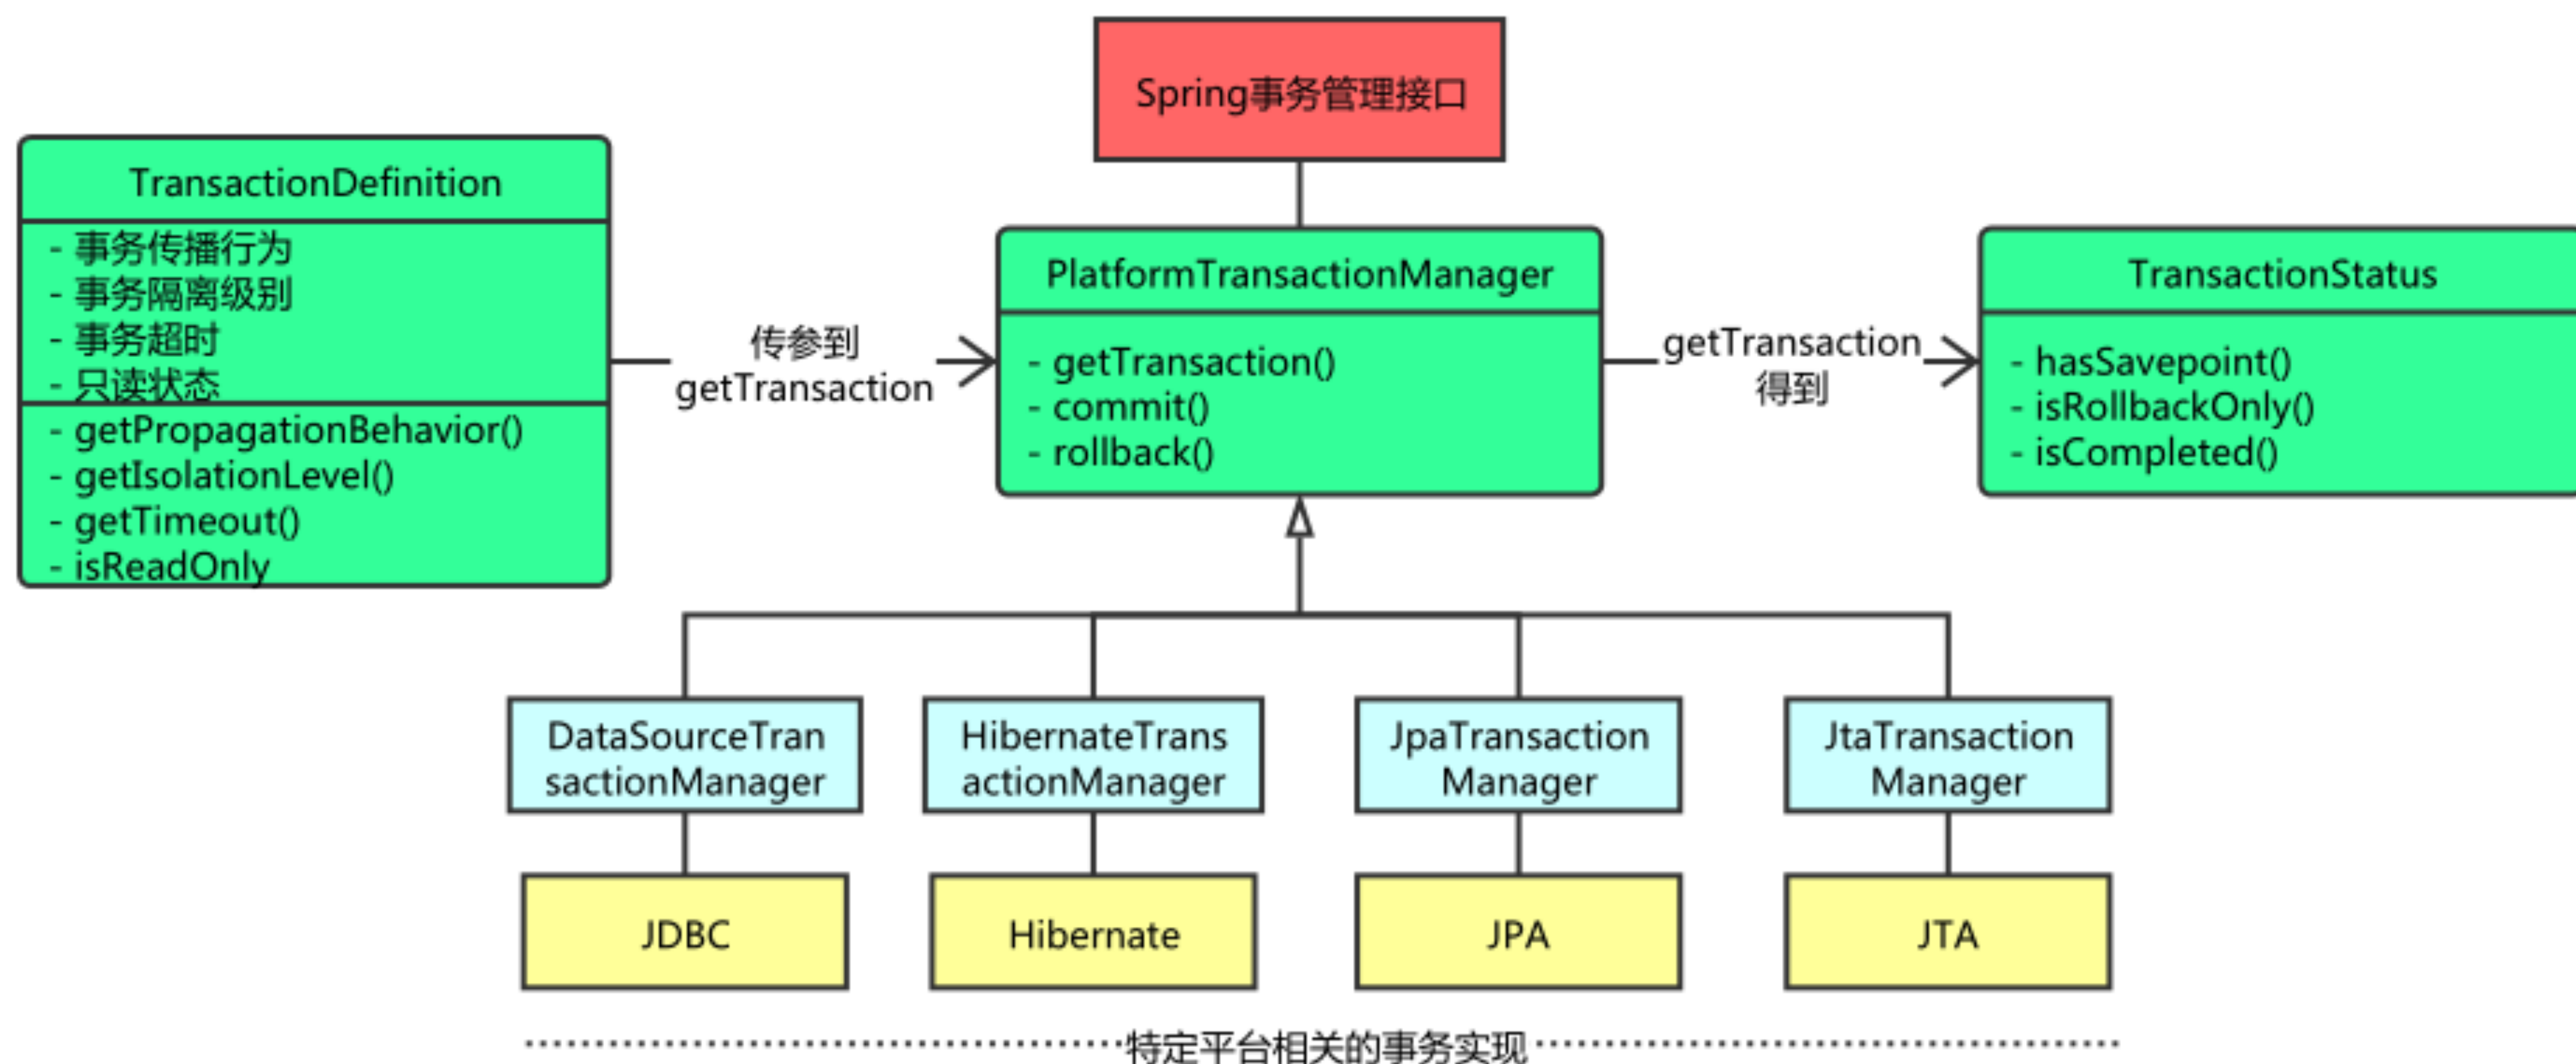 Spring事务管理接口
TransactionDefinition
- 事务传播行为
- 事务隔离级别
- 事务超时
- 只读状态
- getPropagationBehavior()
- getIsolationLevel()
- getTimeout()
- isReadOnly
传参到
getTransaction
PlatformTransactionManager
- getTransaction()
- commit()
- rollback()
getTransaction
得到
TransactionStatus
- hasSavepoint()
- isRollbackOnly()
- isCompleted()
DataSourceTran
sactionManager
HibernateTrans
actionManager
JpaTransaction
Manager
JtaTransaction
Manager
JDBC
Hibernate
JPA
JTA
特定平台相关的事务实现